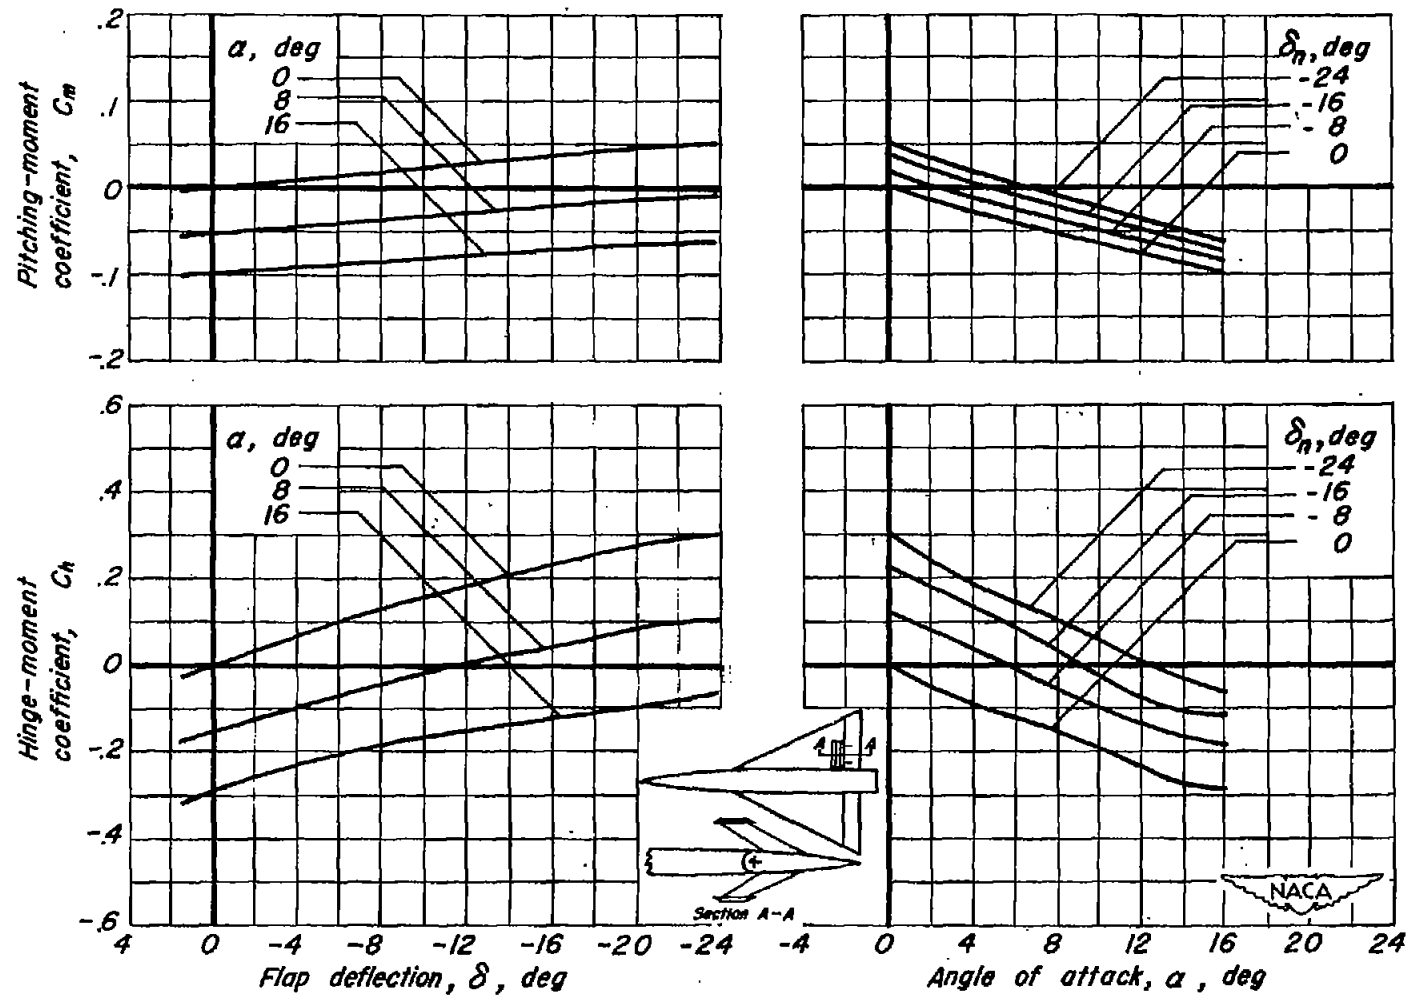 .2
.1
0
-.1
-.2
Pitching-moment
coefficient, Cm
α, deg
0
8
16
δn, deg
-24
-16
- 8
0
.6
.4
.2
0
-.2
-.4
-.6
Hinge-moment
coefficient, Ch
α, deg
0
8
16
δn, deg
-24
-16
- 8
0
A A
Section A-A
NACA
4 0 -4 -8 -12 -16 -20 -24
Flap deflection, δ, deg
-4 0 4 8 12 16 20 24
Angle of attack, α, deg